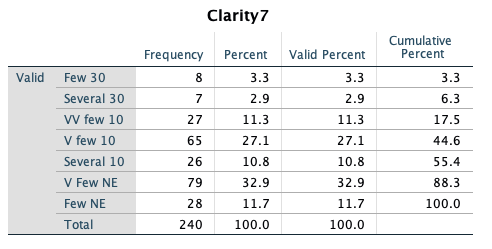 Clarity7
Frequency Percent Valid Percent Cumulative Percent
Valid Few 30 8 3.3 3.3 3.3
Several 30 7 2.9 2.9 6.3
VV few 10 27 11.3 11.3 17.5
V few 10 65 27.1 27.1 44.6
Several 10 26 10.8 10.8 55.4
V Few NE 79 32.9 32.9 88.3
Few NE 28 11.7 11.7 100.0
Total 240 100.0 100.0